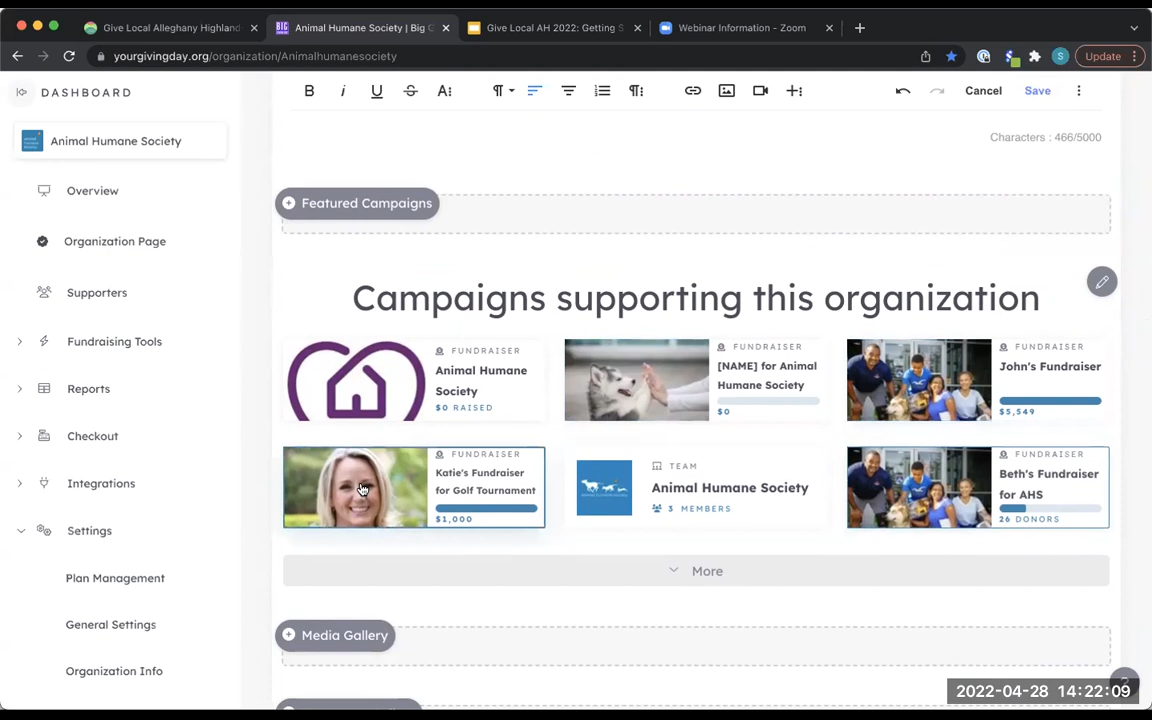 Give Local Alleghany Highland
Animal Humane Society | Big G
Give Local AH 2022: Getting S
Webinar Information - Zoom
yourgivingday.org/organization/Animalhumanesociety
S
Update
DASHBOARD
Animal Humane Society
Overview
Organization Page
Supporters
Fundraising Tools
Reports
Checkout
Integrations
Settings
Plan Management
General Settings
Organization Info
B i U S A
Cancel
Save
Characters : 466/5000
Featured Campaigns
Campaigns supporting this organization
FUNDRAISER
Animal Humane
Society
$0 RAISED
FUNDRAISER
[NAME] for Animal
Humane Society
$0
FUNDRAISER
John's Fundraiser
$5,549
FUNDRAISER
Katie's Fundraiser
for Golf Tournament
$1,000
TEAM
Animal Humane Society
3 MEMBERS
FUNDRAISER
Beth's Fundraiser
for AHS
26 DONORS
More
Media Gallery
2022-04-28 14:22:09